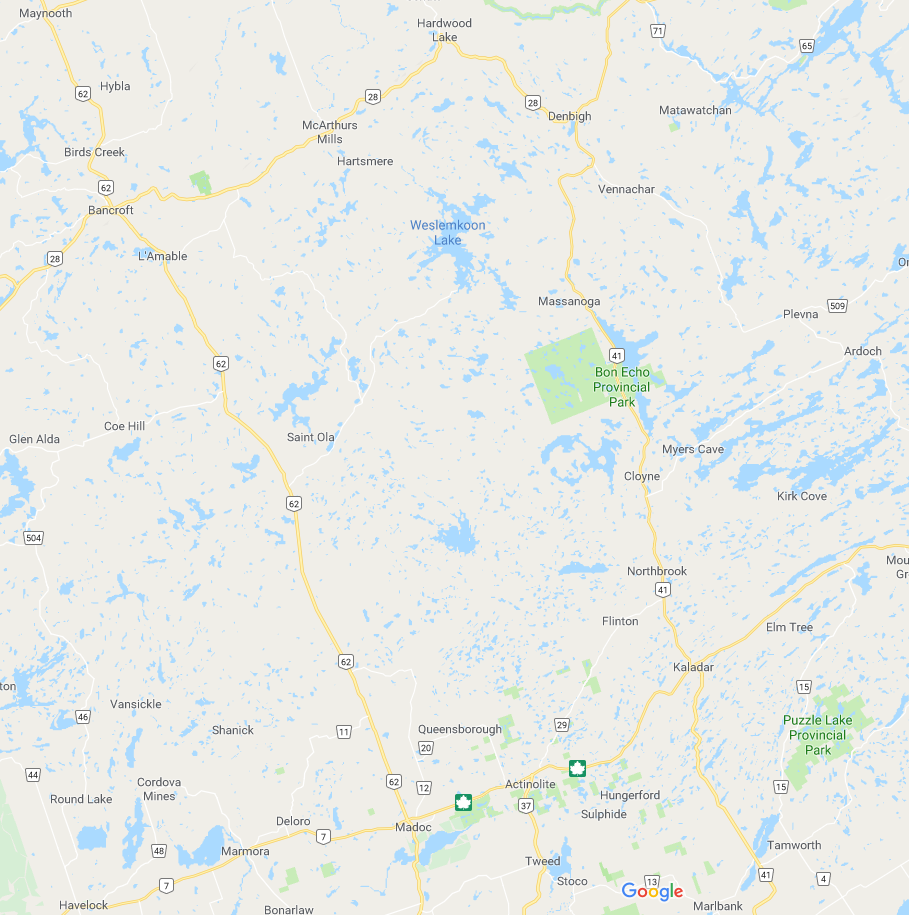 Maynooth
Hardwood
Lake
71
65
62
Hybla
28
28
Denbigh
Matawatchan
McArthurs
Mills
Birds Creek
Hartsmere
62
Vennachar
Bancroft
Weslemkoon
Lake
28
L'Amable
Massanoga
509
Plevna
62
41
Ardoch
Bon Echo
Provincial
Park
Coe Hill
Glen Alda
Saint Ola
Myers Cave
Cloyne
Kirk Cove
62
504
Northbrook
41
Flinton
Elm Tree
62
Kaladar
15
Vansickle
46
Puzzle Lake
Provincial
Park
Shanick
11
Queensborough
29
20
44
Cordova
Mines
62
12
Actinolite
15
Round Lake
Hungerford
37
Sulphide
Deloro
Madoc
7
Marmora
48
Tamworth
Tweed
7
Stoco
13
Google
41
4
Havelock
Bonarlaw
Marlbank